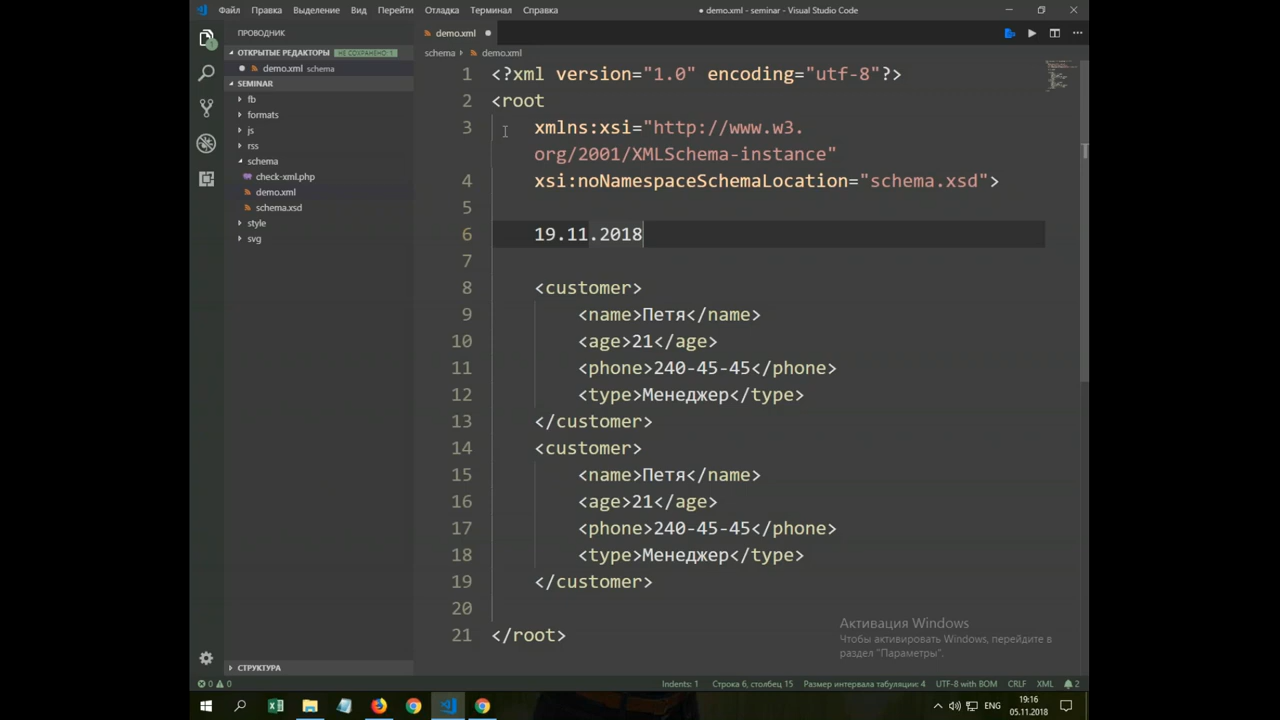 Файл Правка Выделение Вид Перейти Отладка Терминал Справка
● demo.xml - seminar - Visual Studio Code
ПРОВОДНИК
ОТКРЫТЫЕ РЕДАКТОРЫ НЕ СОХРАНЕНО: 1
demo.xml schema
SEMINAR
fb
formats
js
rss
schema
check-xml.php
demo.xml
schema.xsd
style
svg
СТРУКТУРА
demo.xml
schema demo.xml
1 <?xml version="1.0" encoding="utf-8"?>
2 <root
3 xmlns:xsi="http://www.w3.
org/2001/XMLSchema-instance"
4 xsi:noNamespaceSchemaLocation="schema.xsd">
5
6 19.11.2018
7
8 <customer>
9 <name>Петя</name>
10 <age>21</age>
11 <phone>240-45-45</phone>
12 <type>Менеджер</type>
13 </customer>
14 <customer>
15 <name>Петя</name>
16 <age>21</age>
17 <phone>240-45-45</phone>
18 <type>Менеджер</type>
19 </customer>
20
21 </root>
Активация Windows
Чтобы активировать Windows, перейдите в
раздел "Параметры".
0 0 Indents: 1 Строка 6, столбец 15 Размер интервала табуляции: 4 UTF-8 with BOM CRLF XML 2
ENG
19:16
05.11.2018